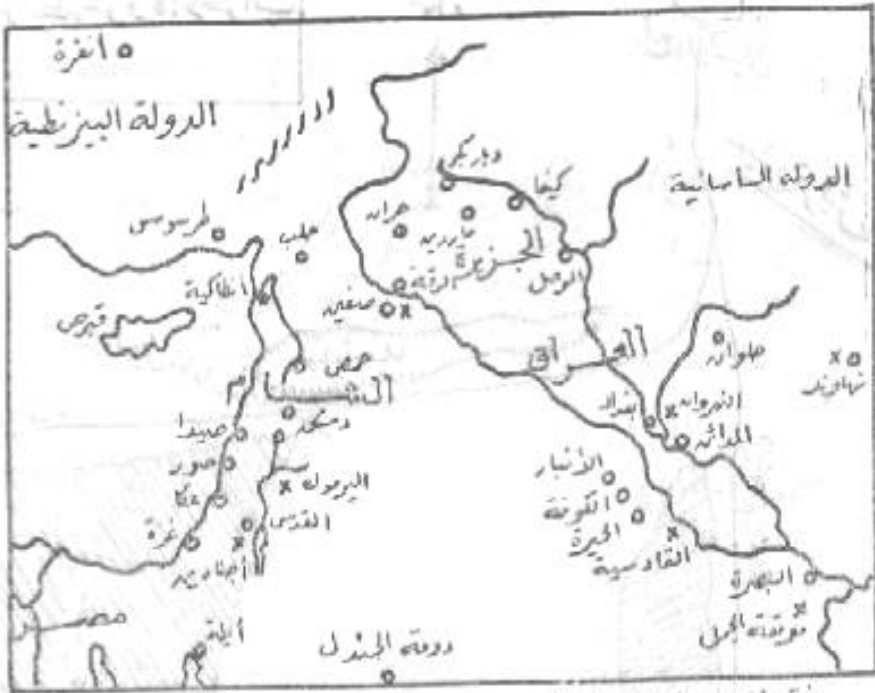 أنقرة
الدولة البيزنطية
الدولة الساسانية
ديار بكر
كيفا
حران
ماردين
الجزيرة
الموصل
طرسوس
حلب
الرقة
صفين
أنطاكية
قبرص
حمص
الشام
العراق
حلوان
نهاوند
النهروان
بغداد
المدائن
دمشق
صيدا
صور
عكا
اليرموك
القدس
غزة
أجنادين
الأنبار
الكوفة
الحيرة
القادسية
البصرة
موقعة الجمل
مصر
أيلة
دومة الجندل